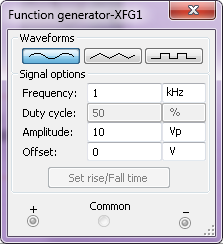 Function generator-XFG1
Waveforms
Signal options
Frequency: 1 kHz
Duty cycle: 50 %
Amplitude: 10 Vp
Offset: 0 V
Set rise/Fall time
+ Common −